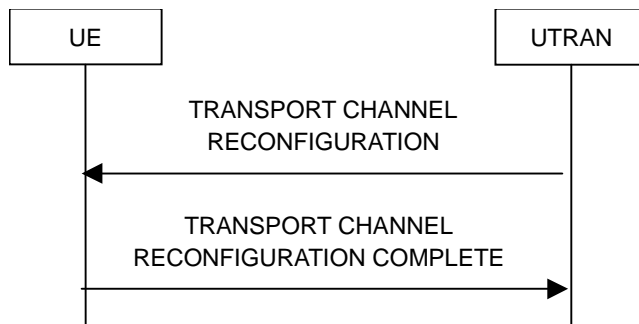 UE
UTRAN
TRANSPORT CHANNEL
RECONFIGURATION
TRANSPORT CHANNEL
RECONFIGURATION COMPLETE